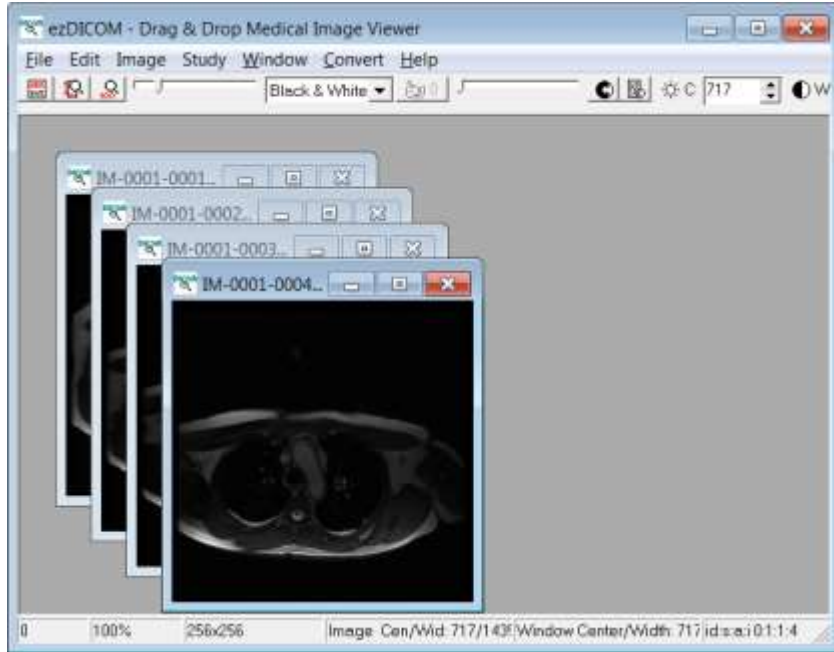 ezDICOM - Drag & Drop Medical Image Viewer
File Edit Image Study Window Convert Help
Black & White 0 C 717 W
IM-0001-0001...
IM-0001-0002...
IM-0001-0003...
IM-0001-0004...
0 100% 256x256 Image Cen/Wid: 717/143 Window Center/Width: 717 id:s:a:i 0:1:1:4